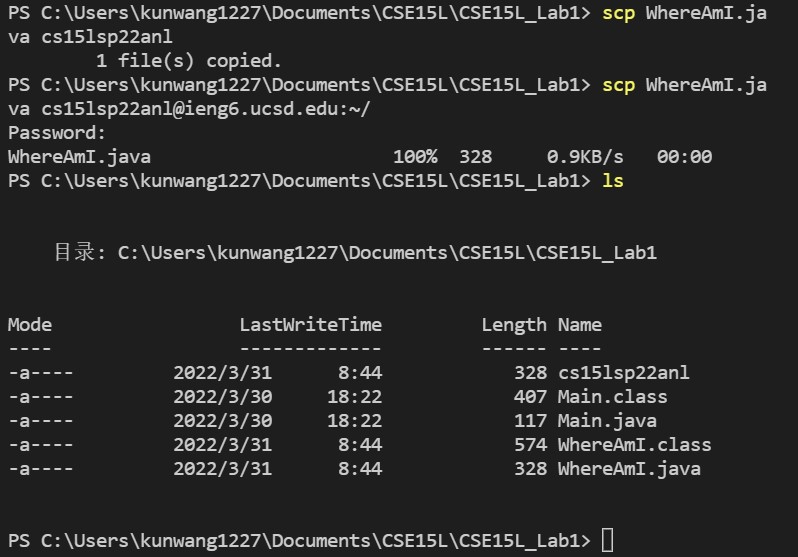 PS C:\Users\kunwang1227\Documents\CSE15L\CSE15L_Lab1> scp WhereAmI.ja
va cs15lsp22anl
        1 file(s) copied.
PS C:\Users\kunwang1227\Documents\CSE15L\CSE15L_Lab1> scp WhereAmI.ja
va cs15lsp22anl@ieng6.ucsd.edu:~/
Password:
WhereAmI.java                      100%  328     0.9KB/s   00:00
PS C:\Users\kunwang1227\Documents\CSE15L\CSE15L_Lab1> ls
    目录: C:\Users\kunwang1227\Documents\CSE15L\CSE15L_Lab1
Mode                 LastWriteTime         Length Name
----                 -------------         ------ ----
-a----         2022/3/31      8:44            328 cs15lsp22anl
-a----         2022/3/30     18:22            407 Main.class
-a----         2022/3/30     18:22            117 Main.java
-a----         2022/3/31      8:44            574 WhereAmI.class
-a----         2022/3/31      8:44            328 WhereAmI.java
PS C:\Users\kunwang1227\Documents\CSE15L\CSE15L_Lab1>